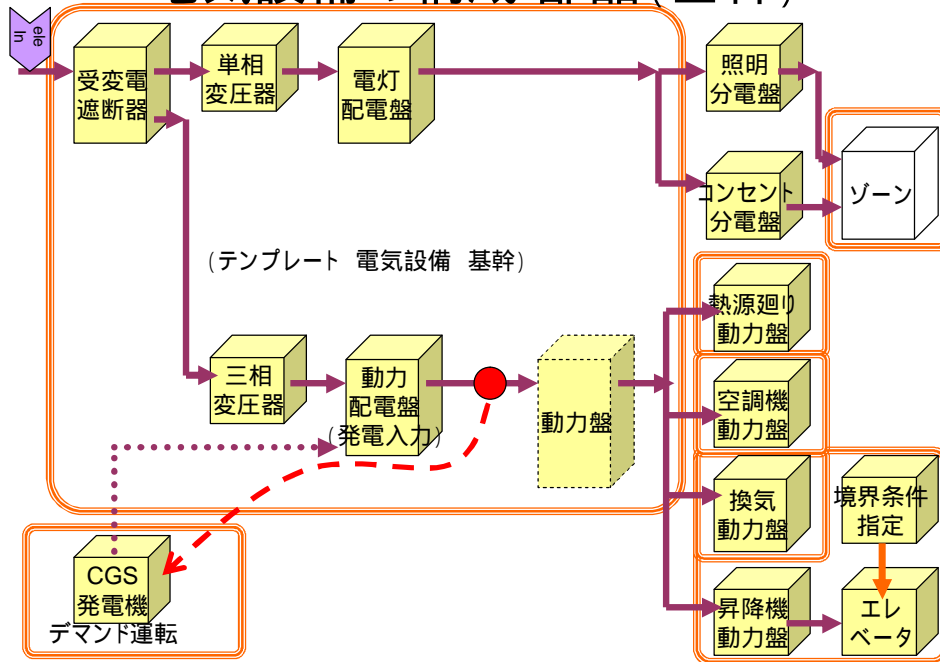 ele
In
受変電
遮断器
単相
変圧器
電灯
配電盤
照明
分電盤
コンセント
分電盤
ゾーン
(テンプレート 電気設備 基幹)
熱源廻り
動力盤
三相
変圧器
動力
配電盤
(発電入力)
動力盤
空調機
動力盤
換気
動力盤
境界条件
指定
CGS
発電機
デマンド運転
昇降機
動力盤
エレ
ベータ